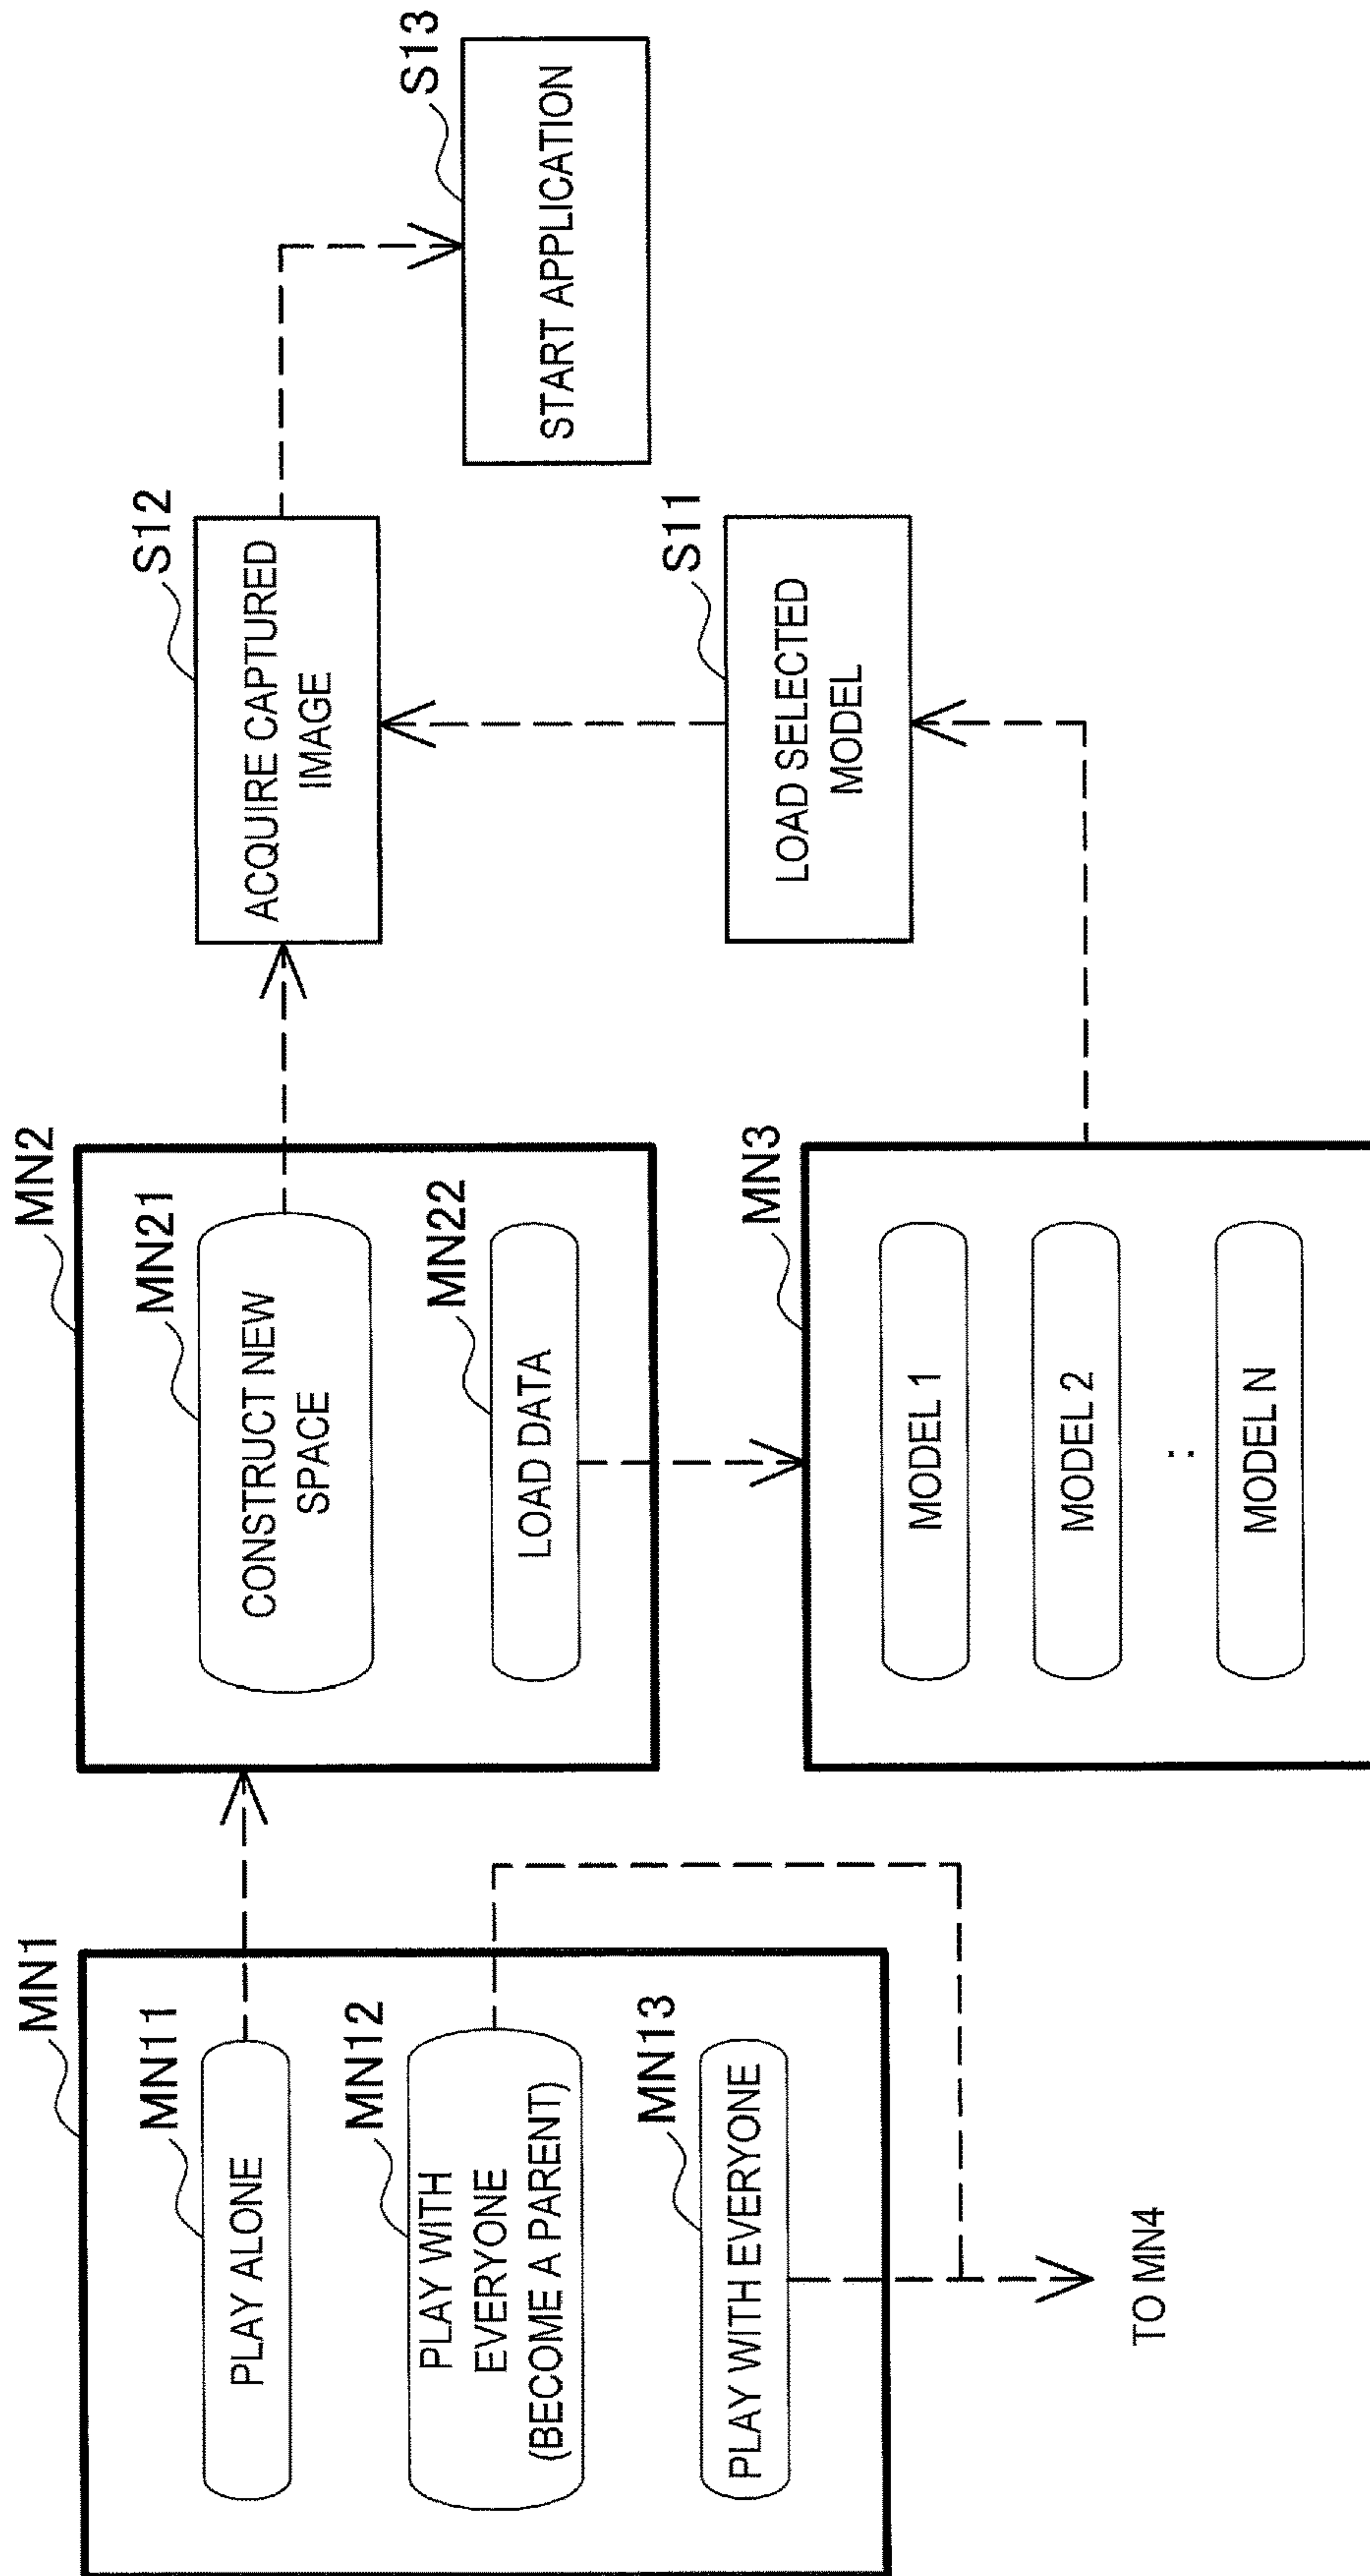 MN1
MN11
PLAY ALONE
MN12
PLAY WITH
EVERYONE
(BECOME A PARENT)
MN13
PLAY WITH EVERYONE
TO MN4
MN2
MN21
CONSTRUCT NEW
SPACE
MN22
LOAD DATA
MN3
MODEL 1
MODEL 2
: 
MODEL N
S12
ACQUIRE CAPTURED
IMAGE
S11
LOAD SELECTED
MODEL
S13
START APPLICATION